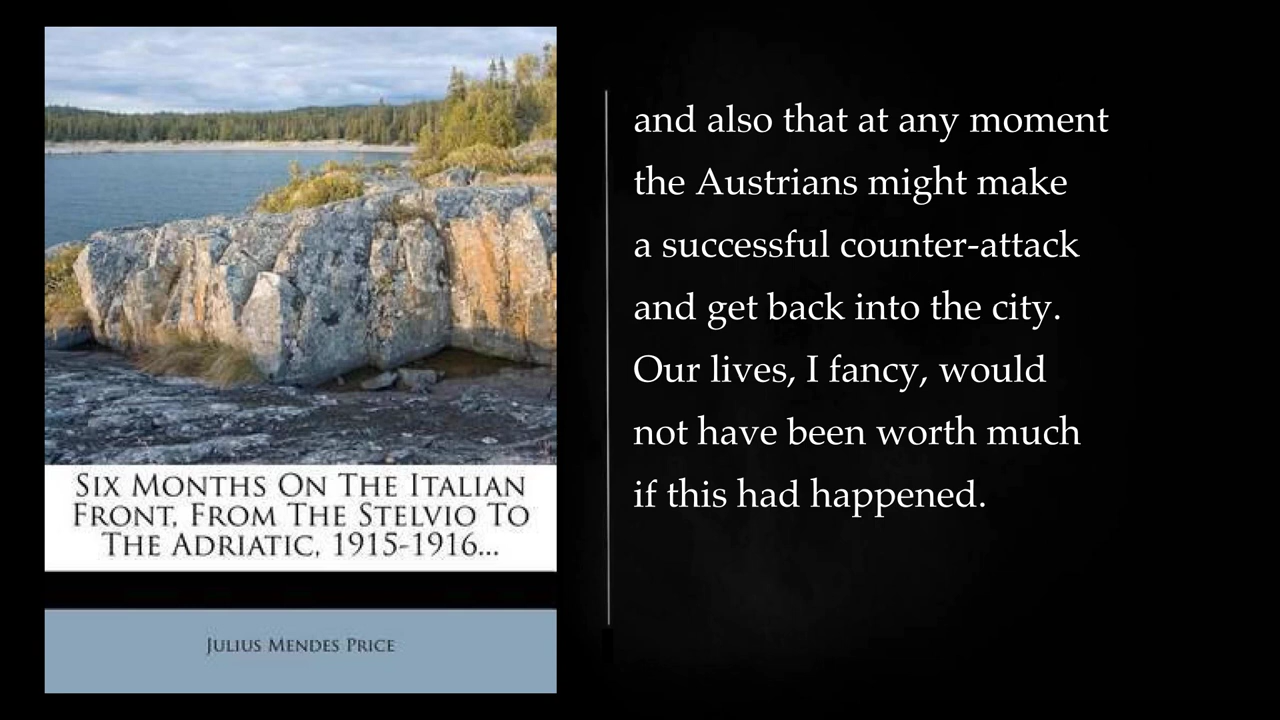 Six Months On The Italian
Front, From The Stelvio To
The Adriatic, 1915-1916...
Julius Mendes Price
and also that at any moment
the Austrians might make
a successful counter-attack
and get back into the city.
Our lives, I fancy, would
not have been worth much
if this had happened.